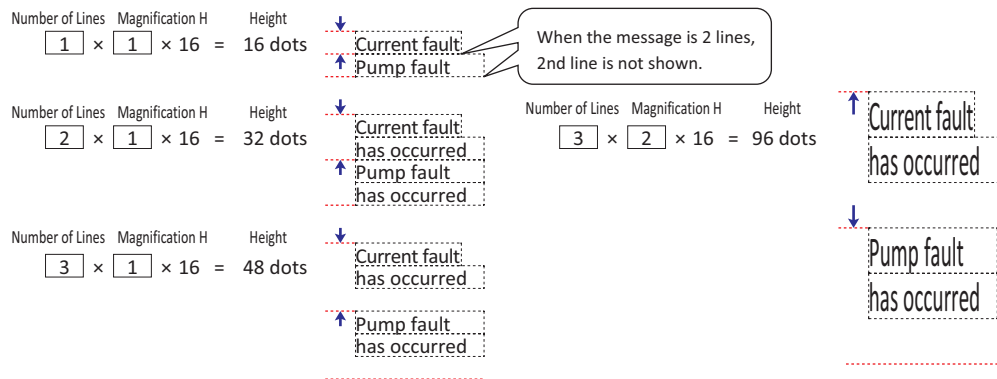 Number of Lines Magnification H Height
1 × 1 × 16 = 16 dots
Current fault
Pump fault
When the message is 2 lines,
2nd line is not shown.
Number of Lines Magnification H Height
2 × 1 × 16 = 32 dots
Current fault
has occurred
Pump fault
has occurred
Number of Lines Magnification H Height
3 × 1 × 16 = 48 dots
Current fault
has occurred
Pump fault
has occurred
Number of Lines Magnification H Height
3 × 2 × 16 = 96 dots
Current fault
has occurred
Pump fault
has occurred